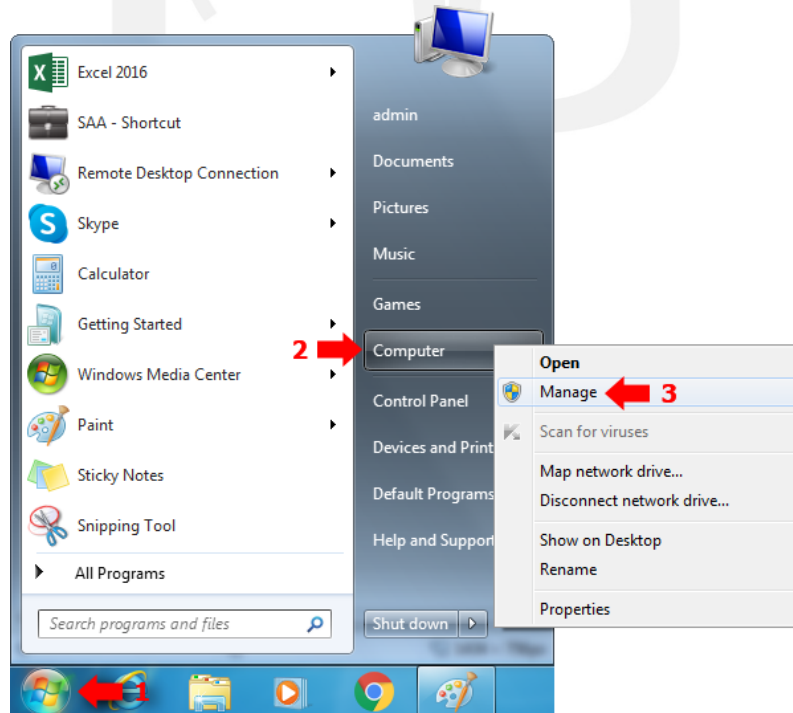 Excel 2016
SAA - Shortcut
Remote Desktop Connection
Skype
Calculator
Getting Started
Windows Media Center
Paint
Sticky Notes
Snipping Tool
All Programs
Search programs and files
admin
Documents
Pictures
Music
Games
2 Computer
Control Panel
Devices and Print
Default Programs
Help and Support
Shut down
Open
Manage 3
Scan for viruses
Map network drive...
Disconnect network drive...
Show on Desktop
Rename
Properties
1